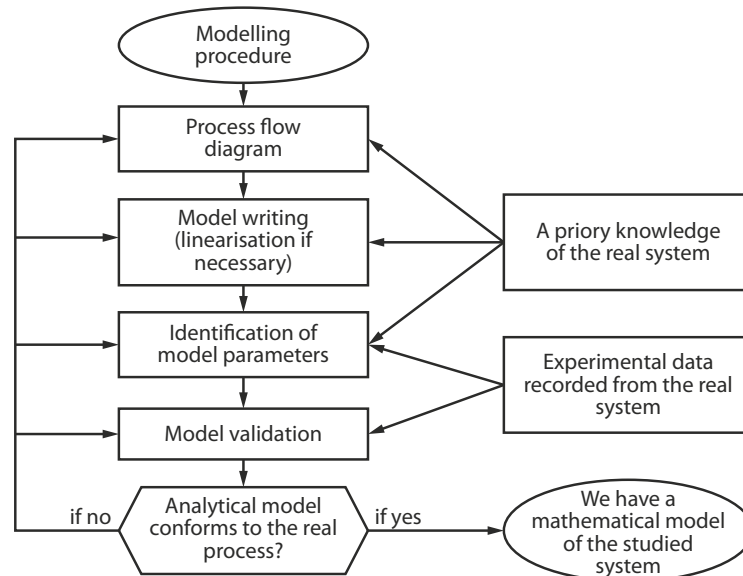 Modelling
procedure
Process flow
diagram
Model writing
(linearisation if
necessary)
A priory knowledge
of the real system
Identification of
model parameters
Experimental data
recorded from the real
system
Model validation
if no
Analytical model
conforms to the real
process?
if yes
We have a
mathematical model
of the studied
system